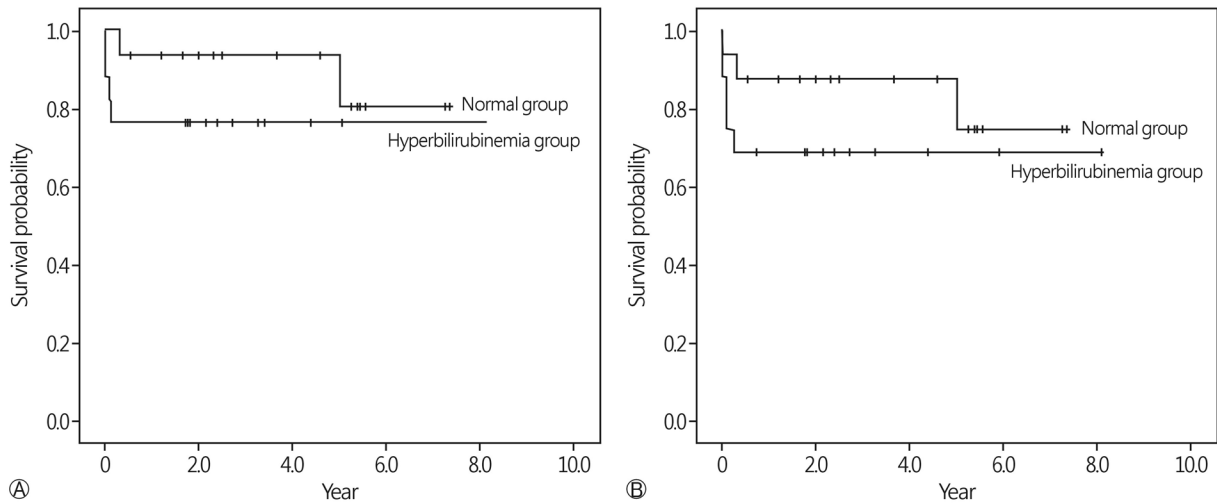 1.0
0.8
0.6
0.4
0.2
0.0
Survival probability
Normal group
Hyperbilirubinemia group
0 2.0 4.0 6.0 8.0 10.0
Year
Ⓐ
1.0
0.8
0.6
0.4
0.2
0.0
Survival probability
Normal group
Hyperbilirubinemia group
0 2.0 4.0 6.0 8.0 10.0
Year
Ⓑ